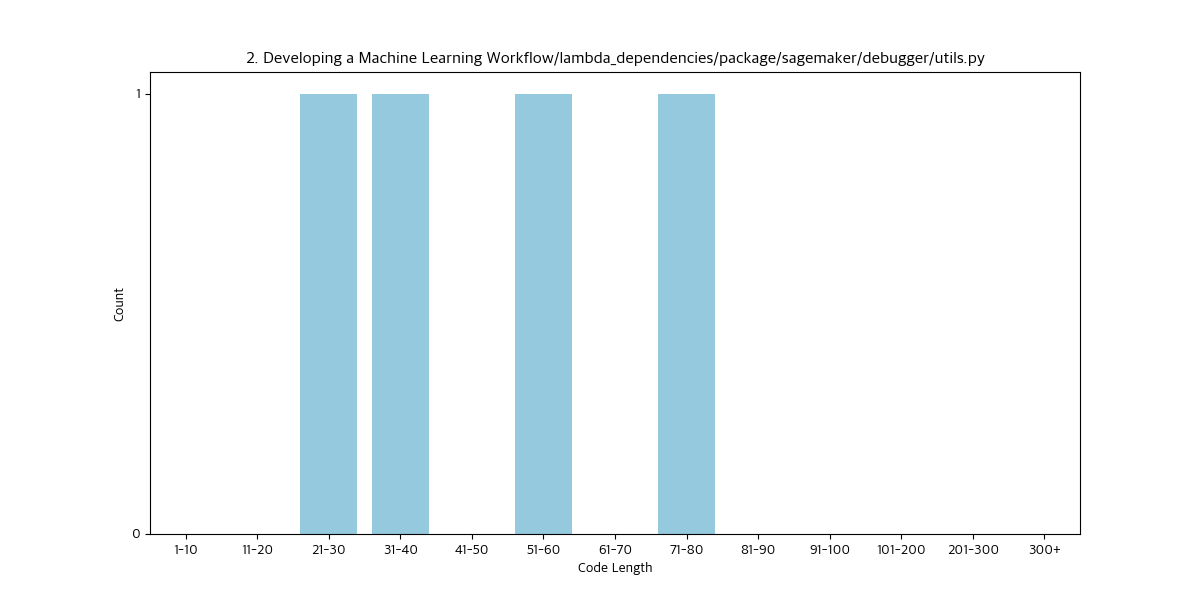 2. Developing a Machine Learning Workflow/lambda_dependencies/package/sagemaker/debugger/utils.py
1
Count
0
1-10 11-20 21-30 31-40 41-50 51-60 61-70 71-80 81-90 91-100 101-200 201-300 300+
Code Length